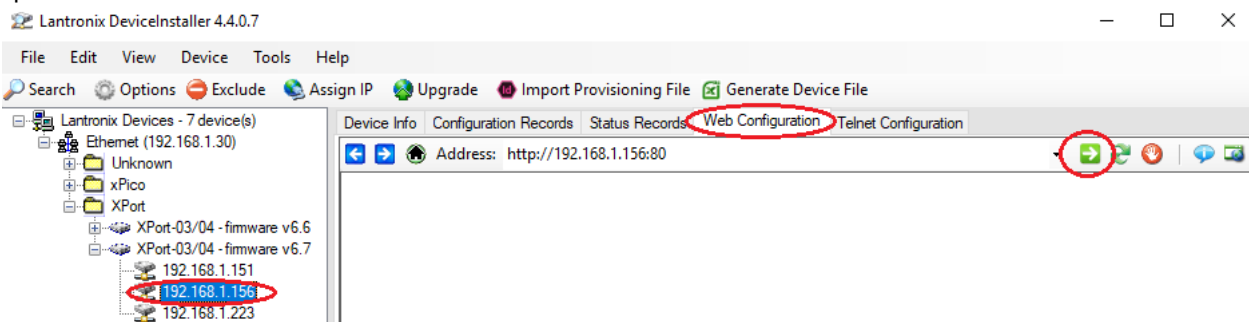 Lantronix DeviceInstaller 4.4.0.7
File Edit View Device Tools Help
Search Options Exclude Assign IP Upgrade Import Provisioning File Generate Device File
Lantronix Devices - 7 device(s)
Ethernet (192.168.1.30)
Unknown
xPico
XPort
XPort-03/04 - firmware v6.6
XPort-03/04 - firmware v6.7
192.168.1.151
192.168.1.156
192.168.1.223
Device Info Configuration Records Status Records Web Configuration Telnet Configuration
Address: http://192.168.1.156:80